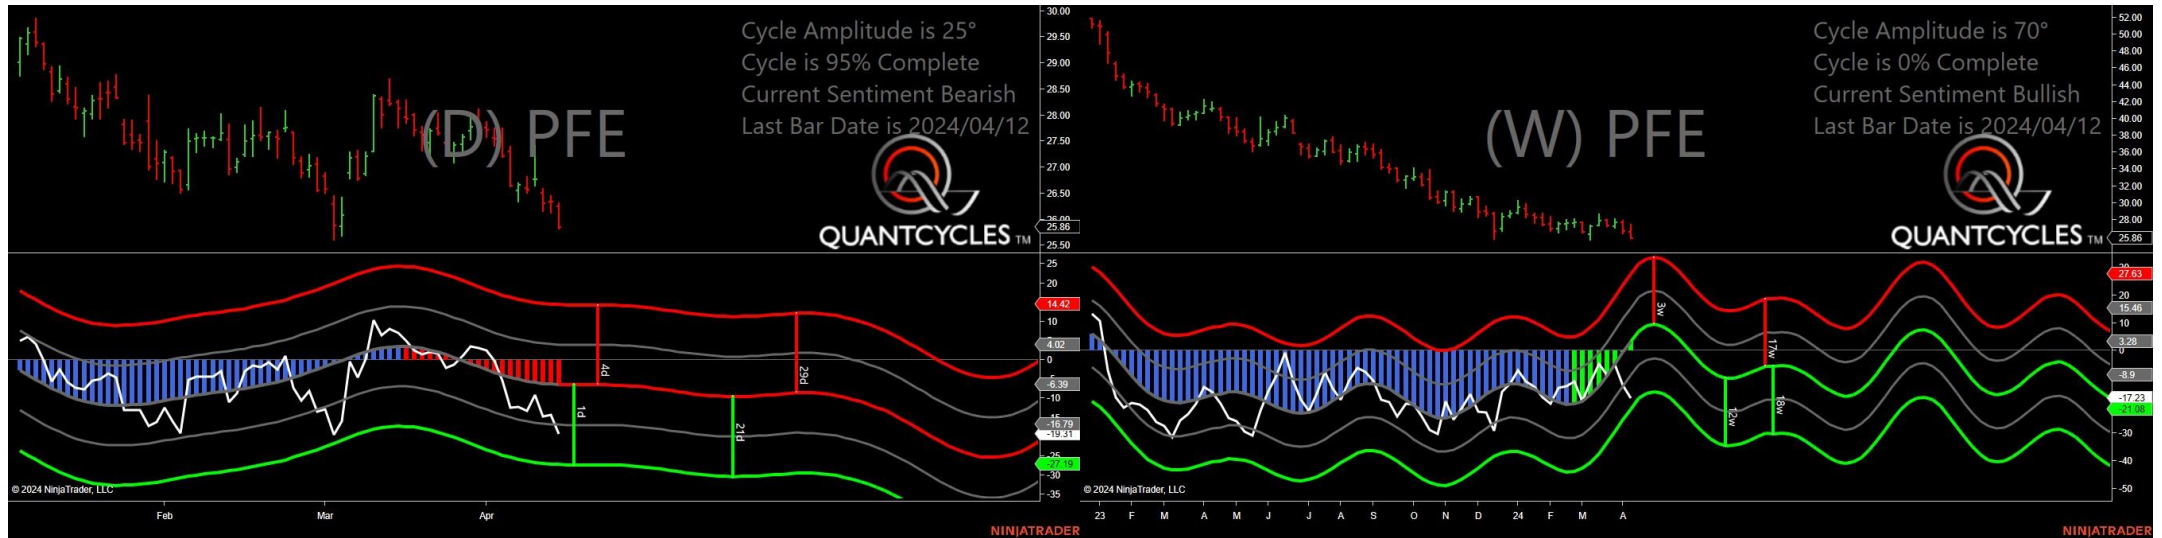 Cycle Amplitude is 25°
Cycle is 95% Complete
Current Sentiment Bearish
Last Bar Date is 2024/04/12
(D) PFE
QUANTCYCLES TM
30.00
29.50
29.00
28.50
28.00
27.50
27.00
26.50
26.00
25.86
25.50
25
20
14.42
10
4.02
0
-5
-6.39
-10
-15
-16.79
-19.31
-25
-27.19
-30
-35
4d
29d
1d
21d
© 2024 NinjaTrader, LLC
Feb
Mar
Apr
NINJATRADER
Cycle Amplitude is 70°
Cycle is 0% Complete
Current Sentiment Bullish
Last Bar Date is 2024/04/12
(W) PFE
QUANTCYCLES TM
52.00
50.00
48.00
46.00
44.00
42.00
40.00
38.00
36.00
34.00
32.00
30.00
28.00
25.86
30
27.63
20
15.46
10
3.28
0
-8.9
-17.23
-21.08
-30
-40
-50
3w
17w
12w
18w
© 2024 NinjaTrader, LLC
23
F
M
A
M
J
J
A
S
O
N
D
24
F
M
A
NINJATRADER